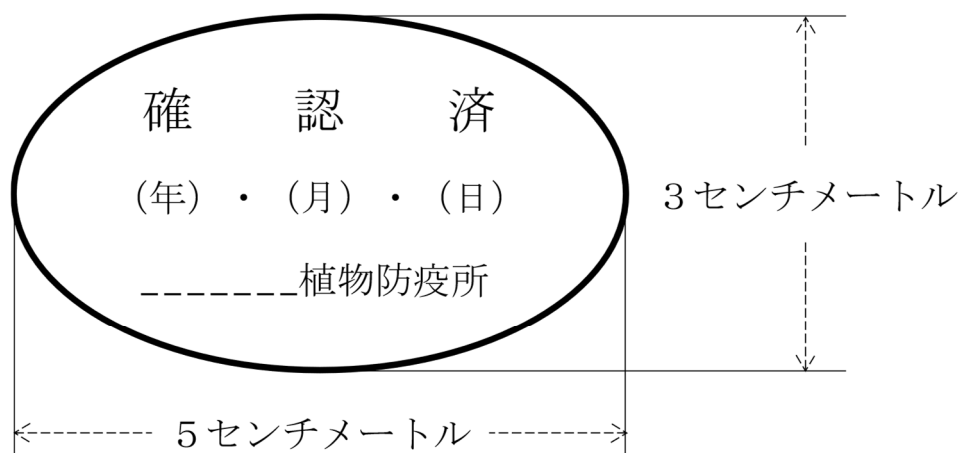 確　認　済
（年）・（月）・（日）
_______植物防疫所
３センチメートル
５センチメートル